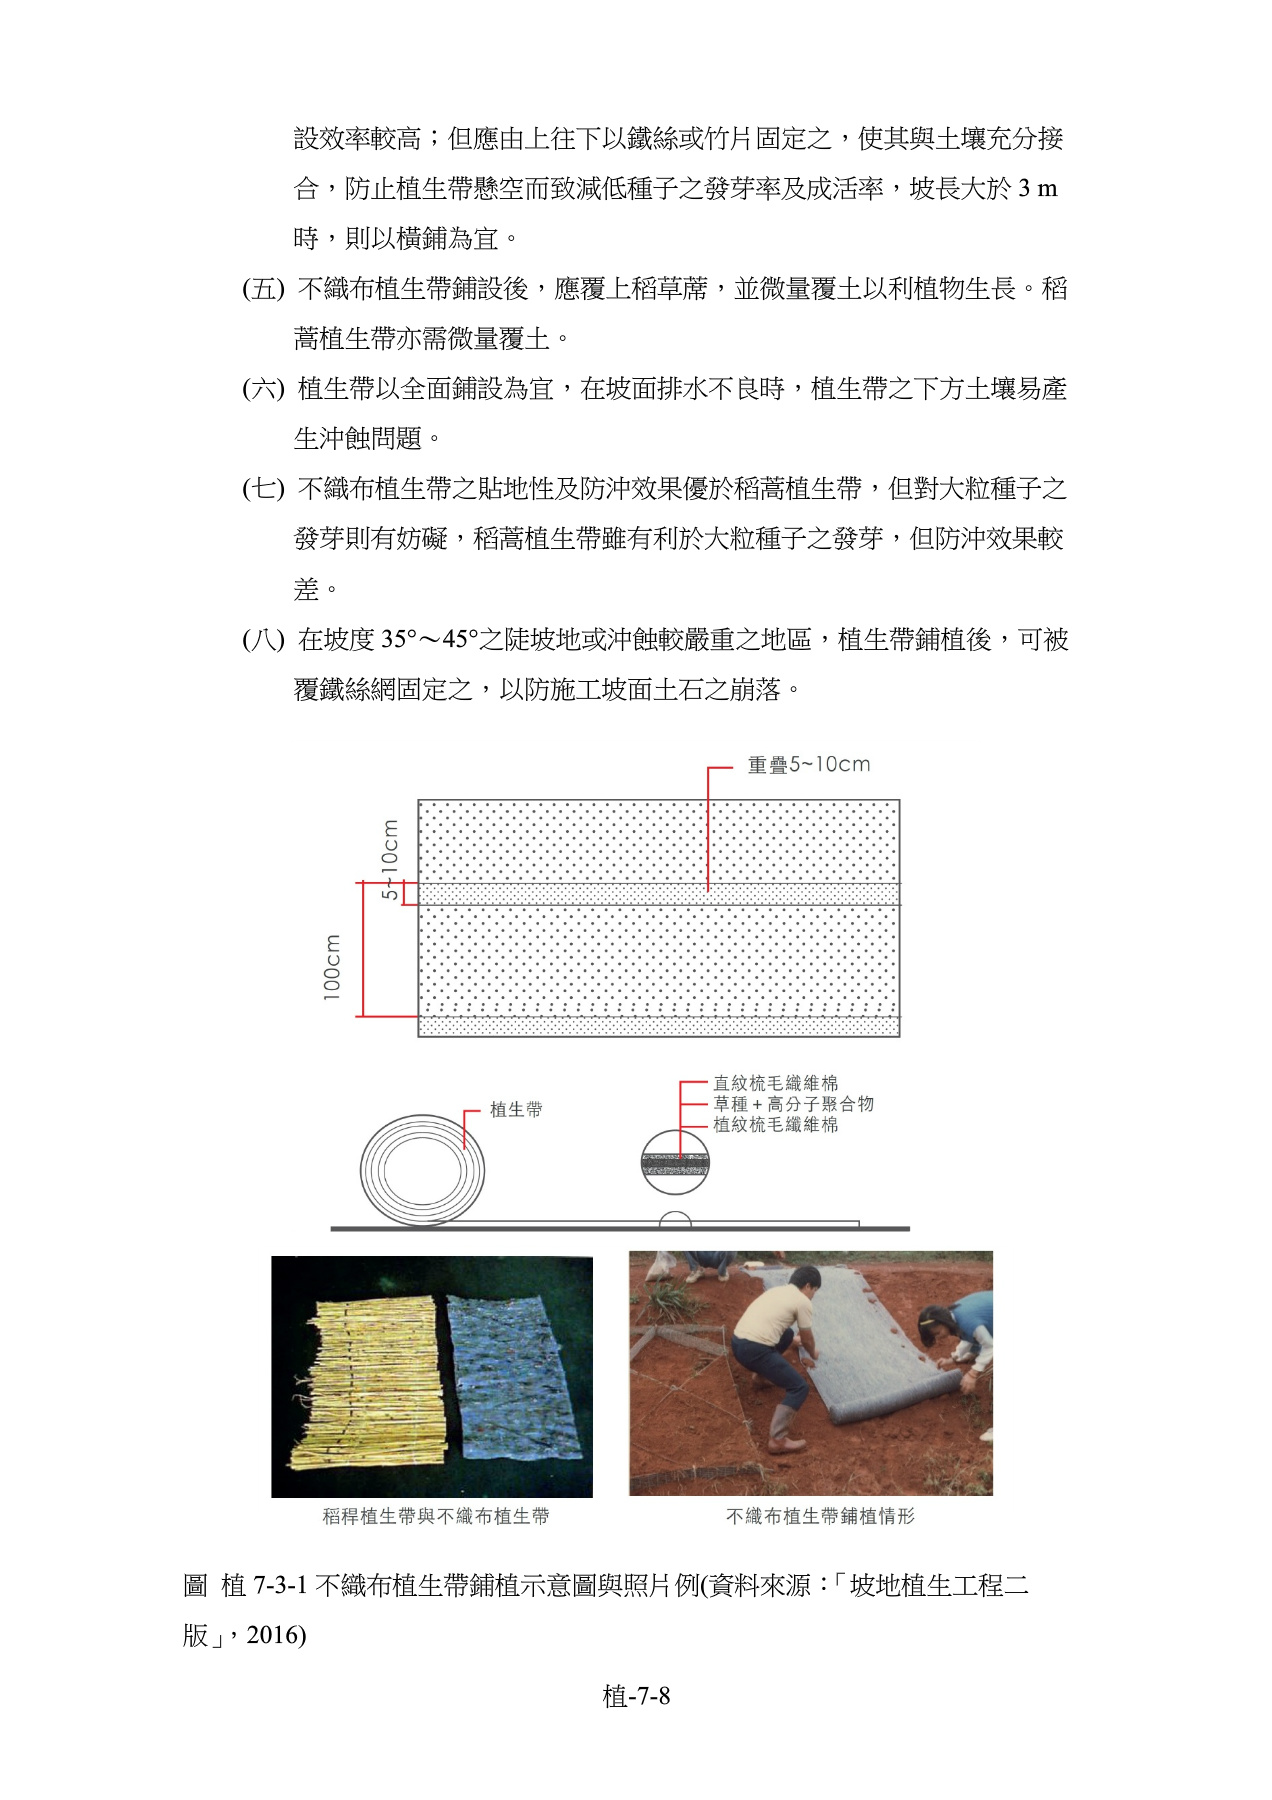 設效率較高；但應由上往下以鐵絲或竹片固定之，使其與土壤充分接
合，防止植生帶懸空而致減低種子之發芽率及成活率，坡長大於 3 m
時，則以橫鋪為宜。
(五) 不織布植生帶鋪設後，應覆上稻草蓆，並微量覆土以利植物生長。稻
蒿植生帶亦需微量覆土。
(六) 植生帶以全面鋪設為宜，在坡面排水不良時，植生帶之下方土壤易產
生沖蝕問題。
(七) 不織布植生帶之貼地性及防沖效果優於稻蒿植生帶，但對大粒種子之
發芽則有妨礙，稻蒿植生帶雖有利於大粒種子之發芽，但防沖效果較
差。
(八) 在坡度 35°～45°之陡坡地或沖蝕較嚴重之地區，植生帶鋪植後，可被
覆鐵絲網固定之，以防施工坡面土石之崩落。
重疊5~10cm
5~10cm
100cm
直紋梳毛織維棉
草種 + 高分子聚合物
植紋梳毛纖維棉
植生帶
稻稈植生帶與不織布植生帶
不織布植生帶鋪植情形
圖 植 7-3-1 不織布植生帶鋪植示意圖與照片例(資料來源：「坡地植生工程二
版」，2016)
植-7-8